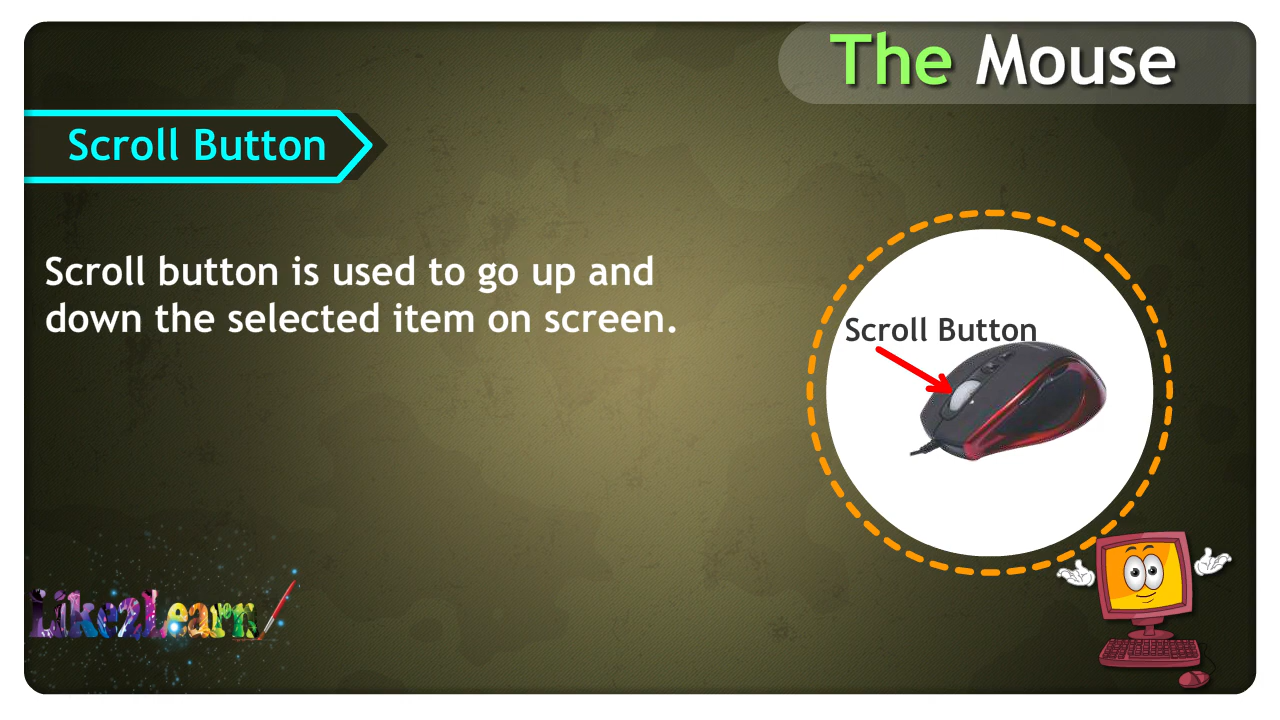 The Mouse
Scroll Button
Scroll button is used to go up and
down the selected item on screen.
Scroll Button
Like2Learn